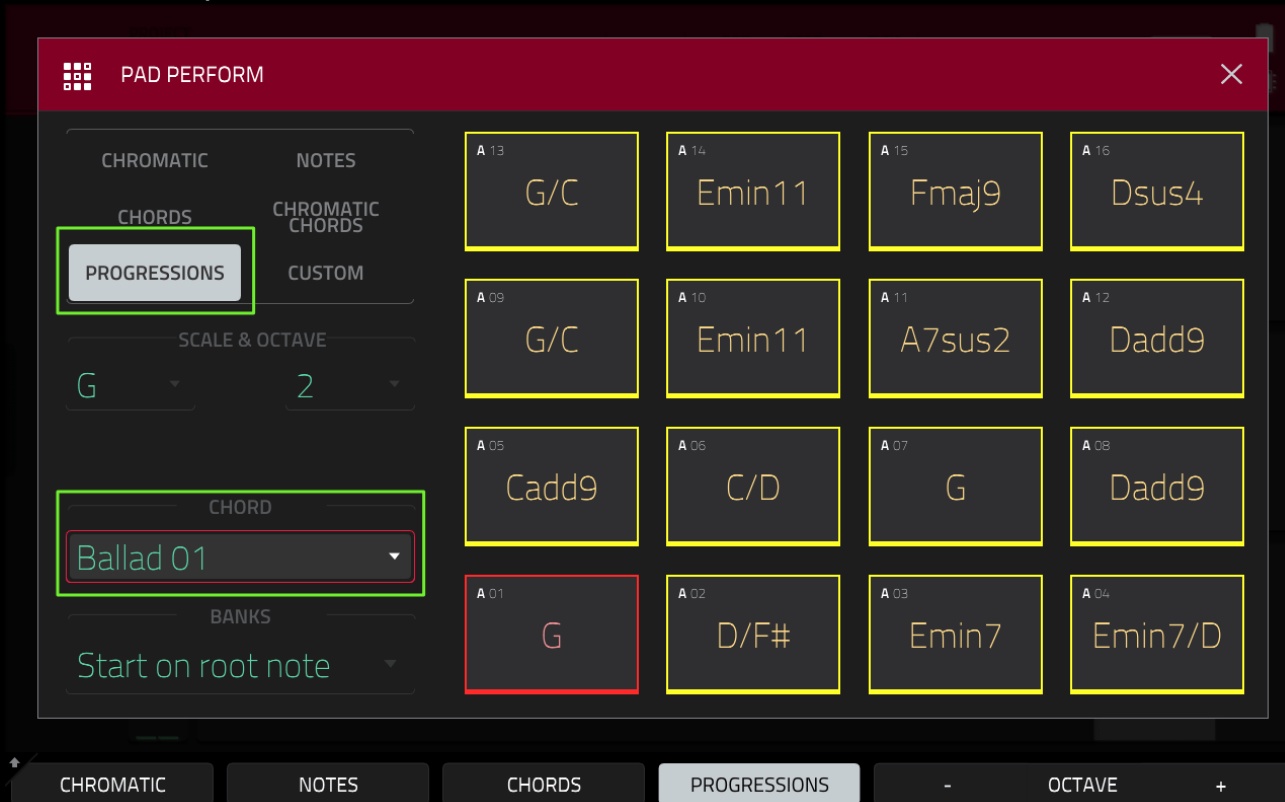 PAD PERFORM
CHROMATIC NOTES
CHORDS CHROMATIC CHORDS
PROGRESSIONS CUSTOM
SCALE & OCTAVE
G 2
CHORD
Ballad 01
BANKS
Start on root note
A 13 A 14 A 15 A 16
G/C Emin11 Fmaj9 Dsus4
A 09 A 10 A 11 A 12
G/C Emin11 A7sus2 Dadd9
A 05 A 06 A 07 A 08
Cadd9 C/D G Dadd9
A 01 A 02 A 03 A 04
G D/F# Emin7 Emin7/D
CHROMATIC NOTES CHORDS PROGRESSIONS - OCTAVE +